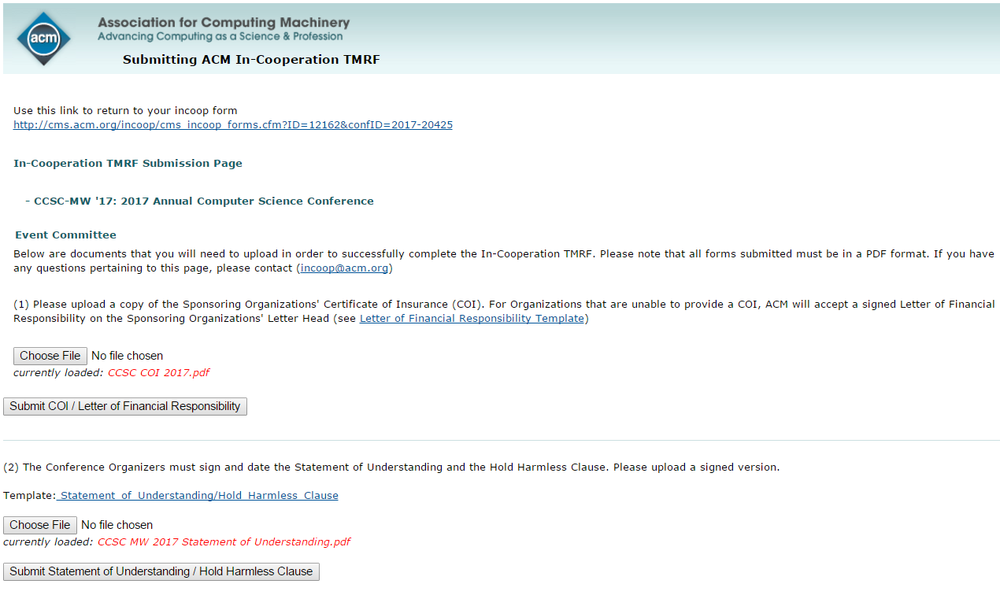 acm
Association for Computing Machinery
Advancing Computing as a Science & Profession
Submitting ACM In-Cooperation TMRF
Use this link to return to your incoop form
http://cms.acm.org/incoop/cms_incoop_forms.cfm?ID=12162&confID=2017-20425
In-Cooperation TMRF Submission Page
- CCSC-MW '17: 2017 Annual Computer Science Conference
Event Committee
Below are documents that you will need to upload in order to successfully complete the In-Cooperation TMRF. Please note that all forms submitted must be in a PDF format. If you have
any questions pertaining to this page, please contact (incoop@acm.org)
(1) Please upload a copy of the Sponsoring Organizations' Certificate of Insurance (COI). For Organizations that are unable to provide a COI, ACM will accept a signed Letter of Financial
Responsibility on the Sponsoring Organizations' Letter Head (see Letter of Financial Responsibility Template)
Choose File No file chosen
currently loaded: CCSC COI 2017.pdf
Submit COI / Letter of Financial Responsibility
(2) The Conference Organizers must sign and date the Statement of Understanding and the Hold Harmless Clause. Please upload a signed version.
Template: Statement_of_Understanding/Hold_Harmless_Clause
Choose File No file chosen
currently loaded: CCSC MW 2017 Statement of Understanding.pdf
Submit Statement of Understanding / Hold Harmless Clause